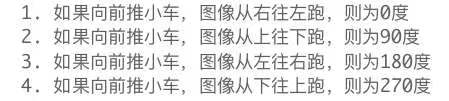 1. 如果向前推小车，图像从右往左跑，则为0度
2. 如果向前推小车，图像从上往下跑，则为90度
3. 如果向前推小车，图像从左往右跑，则为180度
4. 如果向前推小车，图像从下往上跑，则为270度